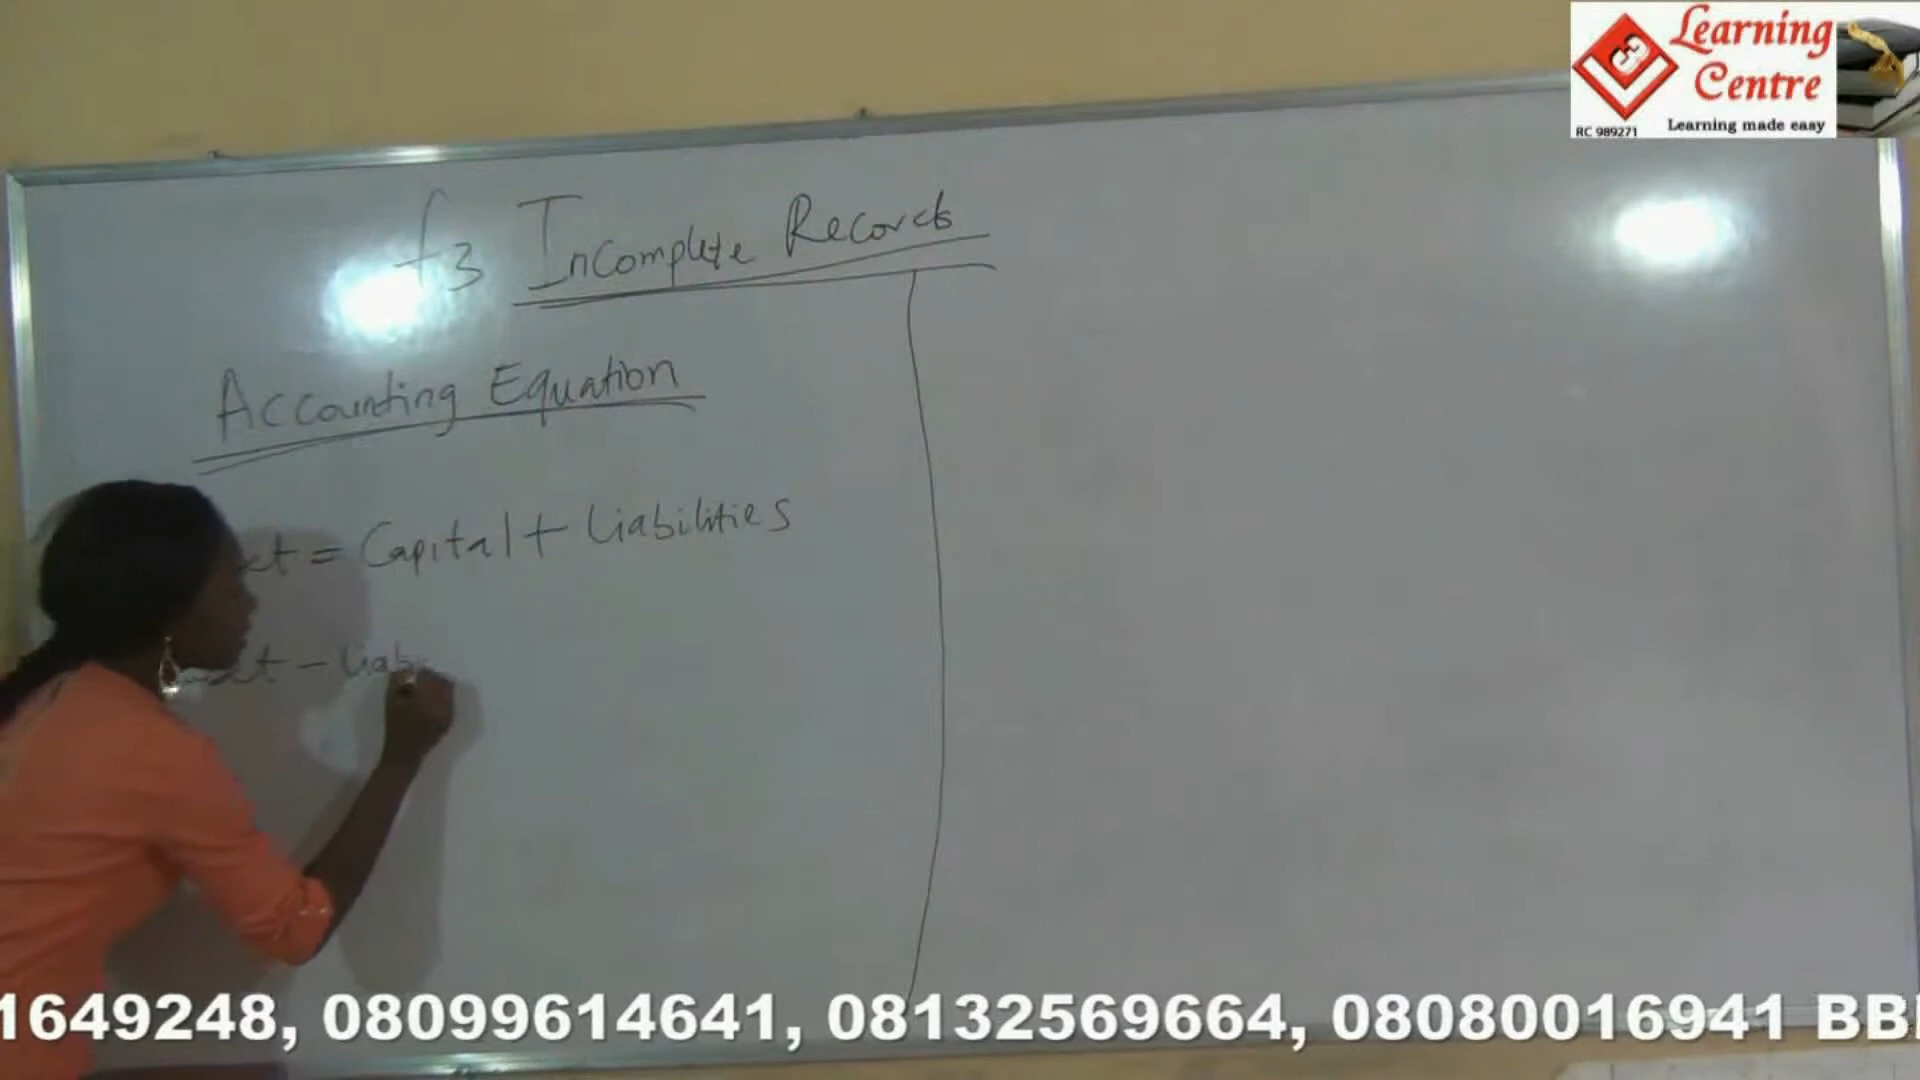 Learning
Centre
RC 989271
Learning made easy
f3 Incomplete Records
Accounting Equation
= Capital + Liabilities
1649248, 08099614641, 08132569664, 08080016941 BB